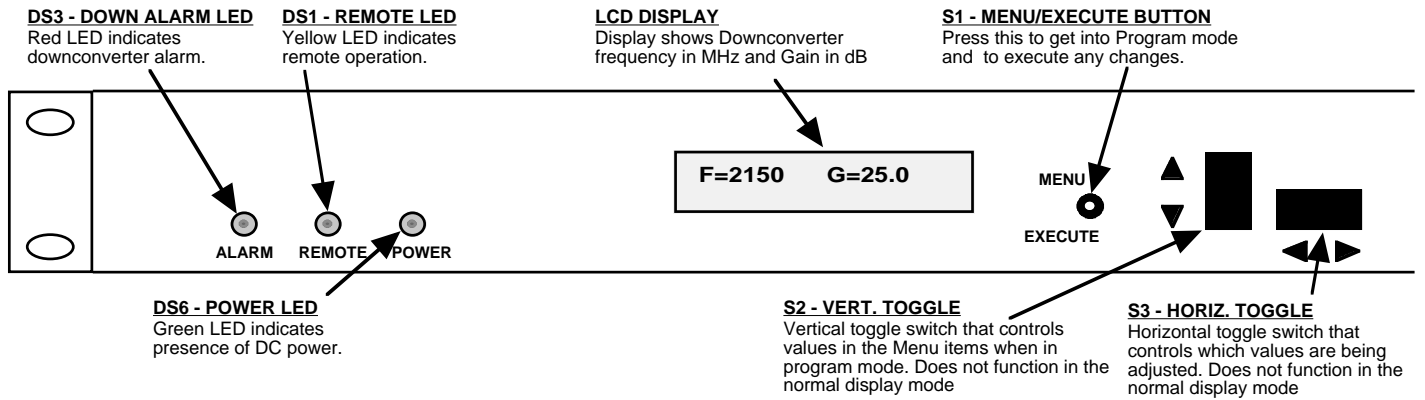 DS3 - DOWN ALARM LED
Red LED indicates
downconverter alarm.
DS1 - REMOTE LED
Yellow LED indicates
remote operation.
LCD DISPLAY
Display shows Downconverter
frequency in MHz and Gain in dB
S1 - MENU/EXECUTE BUTTON
Press this to get into Program mode
and to execute any changes.
F=2150 G=25.0
MENU
EXECUTE
ALARM REMOTE POWER
DS6 - POWER LED
Green LED indicates
presence of DC power.
S2 - VERT. TOGGLE
Vertical toggle switch that controls
values in the Menu items when in
program mode. Does not function in the
normal display mode
S3 - HORIZ. TOGGLE
Horizontal toggle switch that
controls which values are being
adjusted. Does not function in the
normal display mode